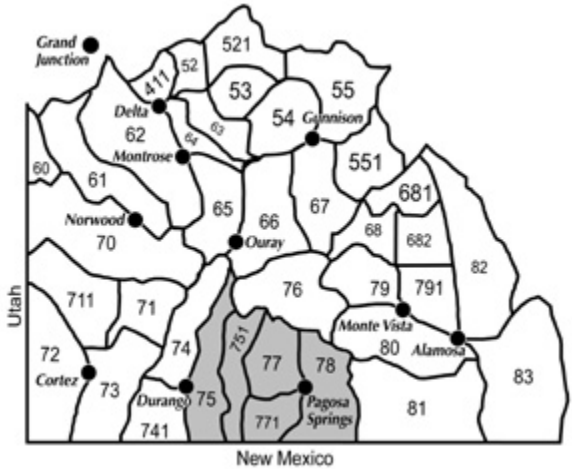 521
Grand
Junction
52
411
53
55
54
Delta
Gunnison
62
63
64
Montrose
551
60
61
681
65
66
67
Norwood
68
682
70
Ouray
82
76
79
791
711
71
Monte Vista
751
Utah
72
74
77
78
80
Alamosa
Cortez
73
Durango
75
Pagosa
Springs
83
81
771
741
New Mexico